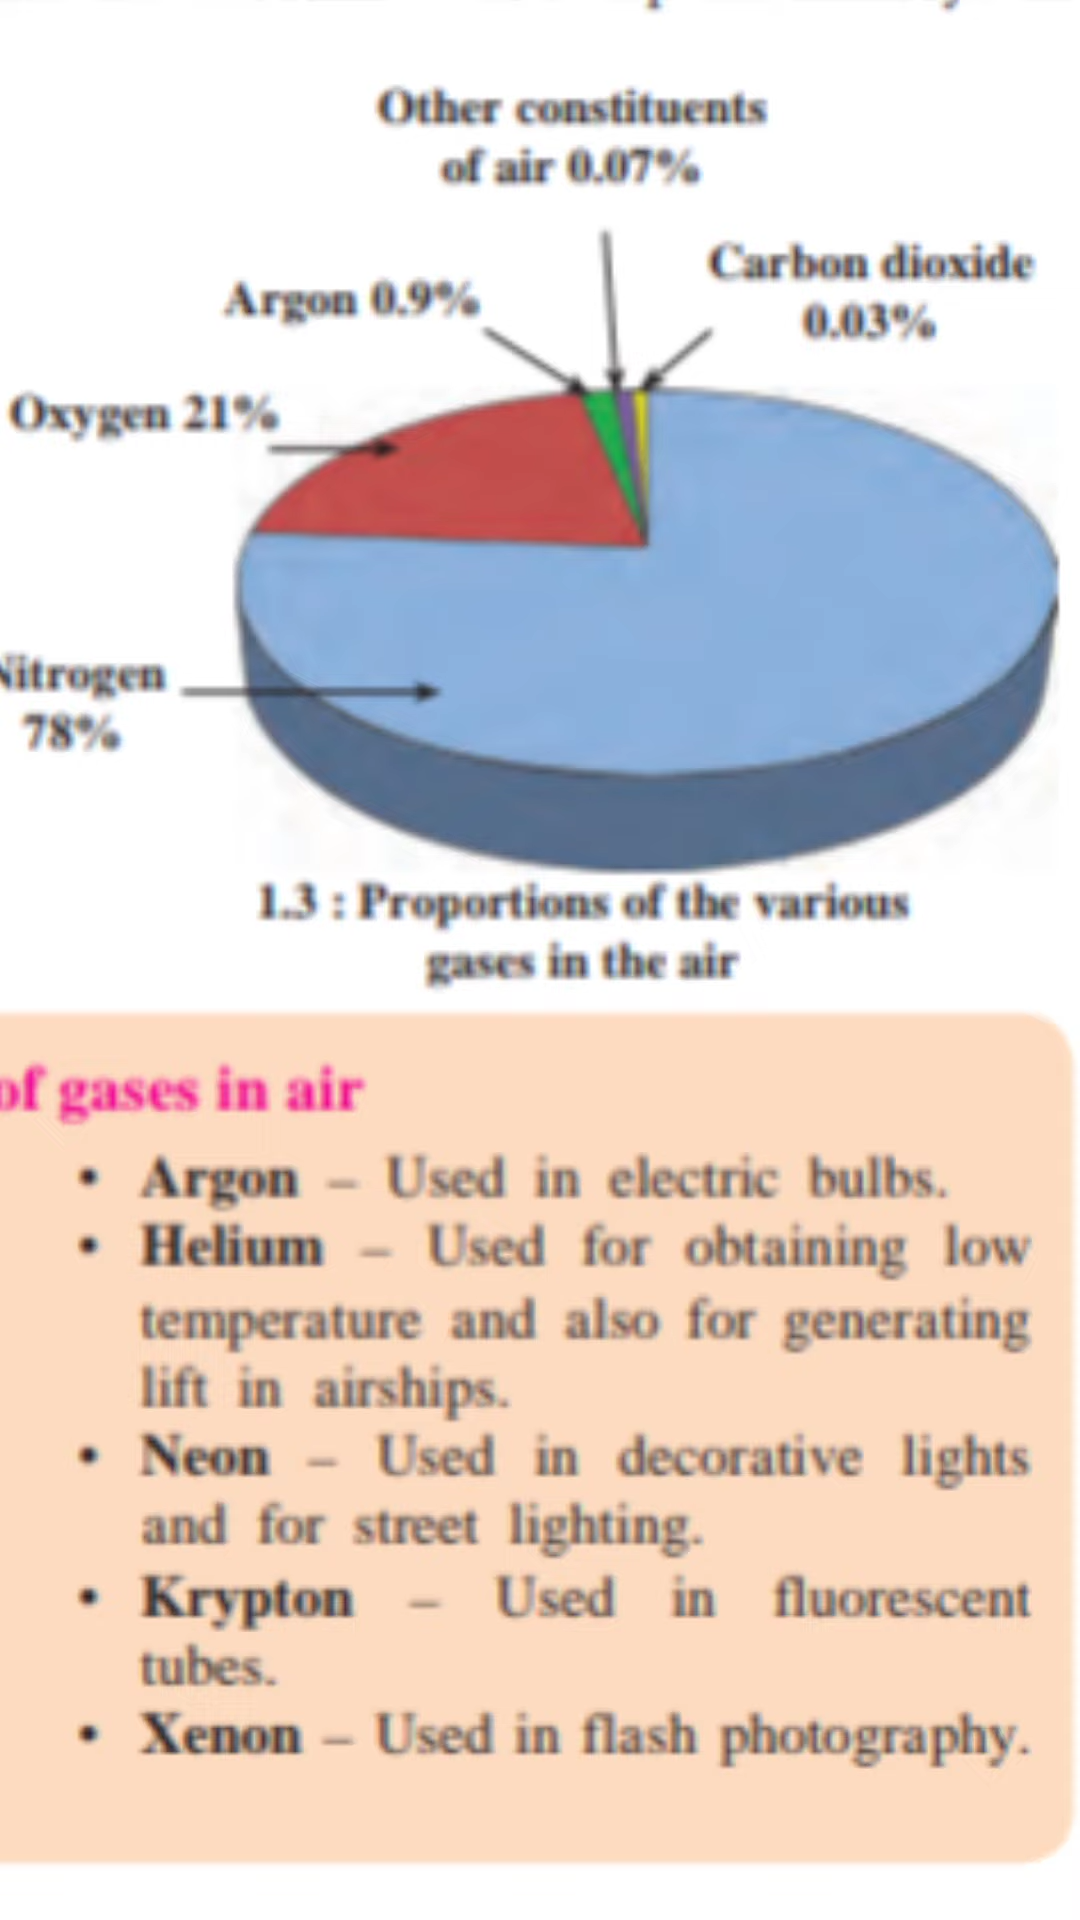 Other constituents
of air 0.07%
Carbon dioxide
0.03%
Argon 0.9%
Oxygen 21%
Nitrogen
78%
1.3 : Proportions of the various
gases in the air
of gases in air
• Argon – Used in electric bulbs.
• Helium – Used for obtaining low
temperature and also for generating
lift in airships.
• Neon – Used in decorative lights
and for street lighting.
• Krypton – Used in fluorescent
tubes.
• Xenon – Used in flash photography.